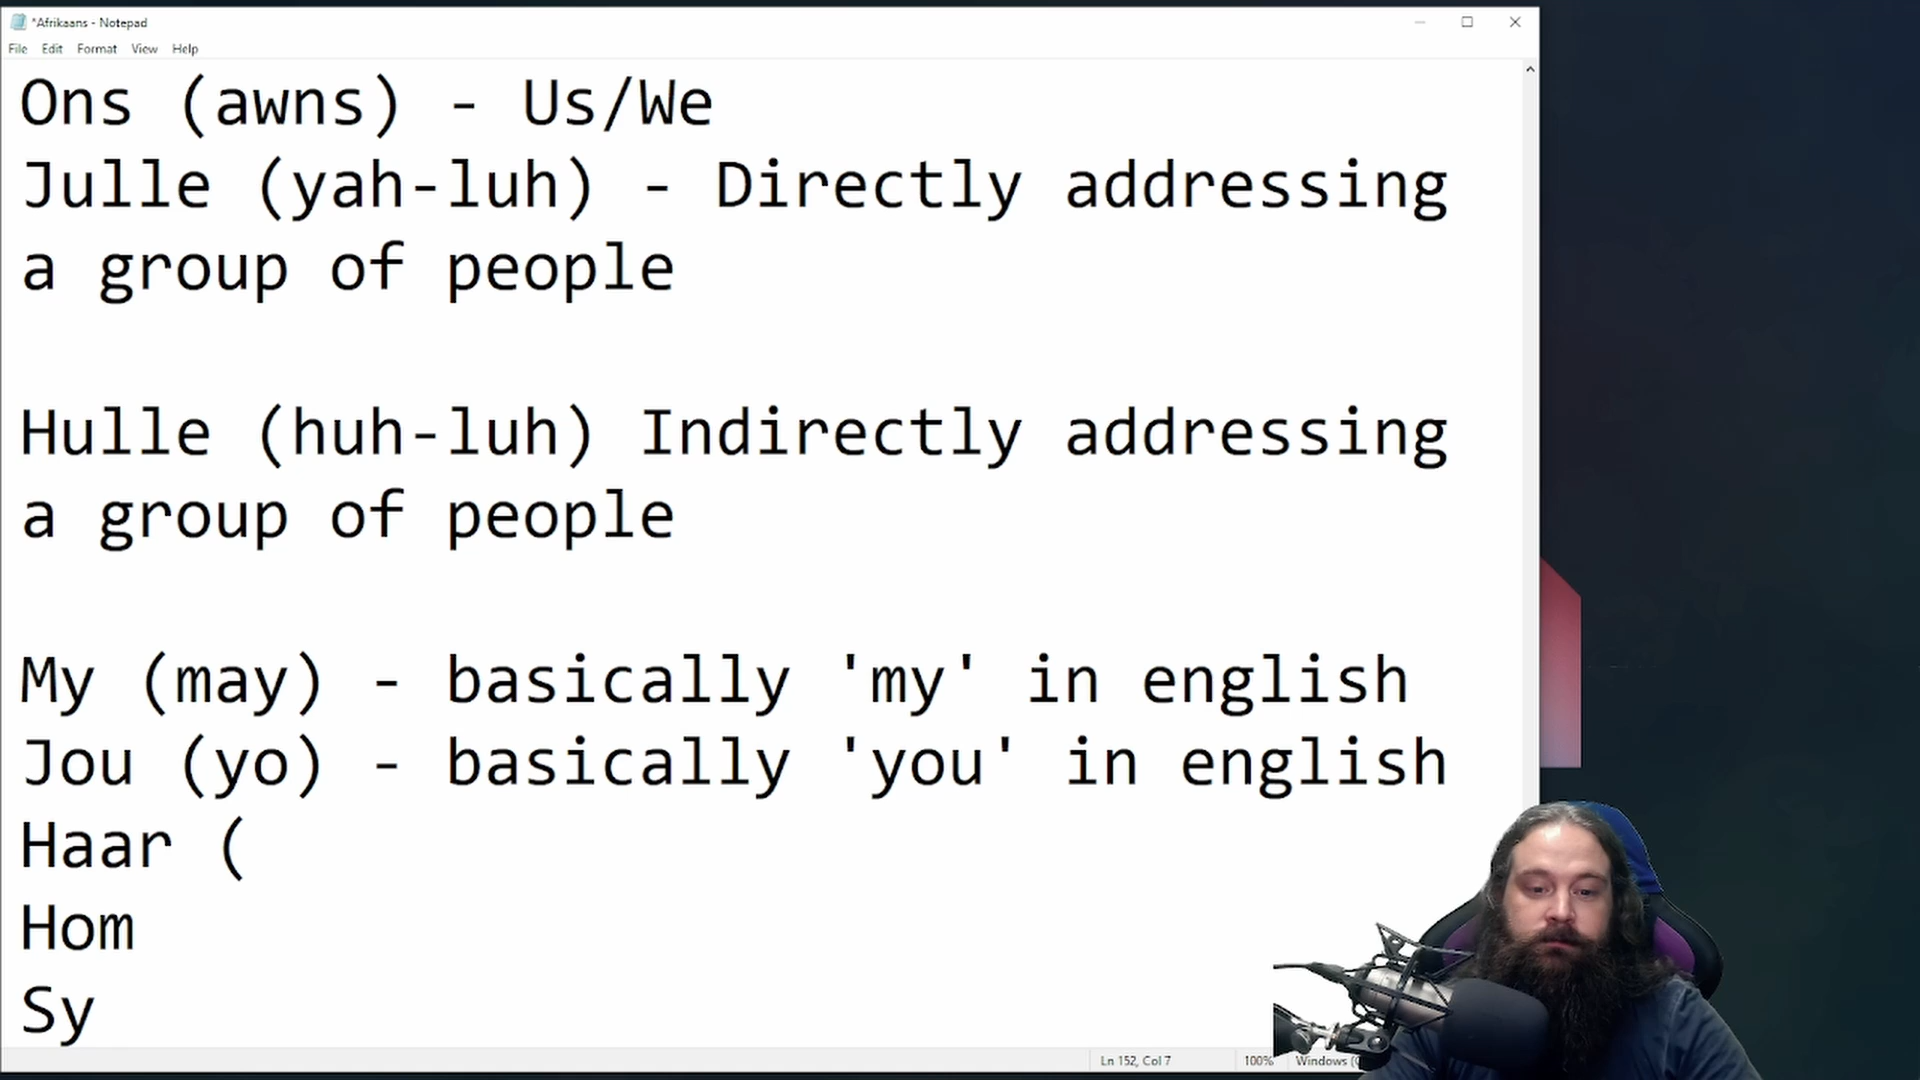 *Afrikaans - Notepad
File Edit Format View Help
Ons (awns) - Us/We
Julle (yah-luh) - Directly addressing
a group of people
Hulle (huh-luh) Indirectly addressing
a group of people
My (may) - basically 'my' in english
Jou (yo) - basically 'you' in english
Haar (
Hom
Sy
Ln 152, Col 7 100% Windows (